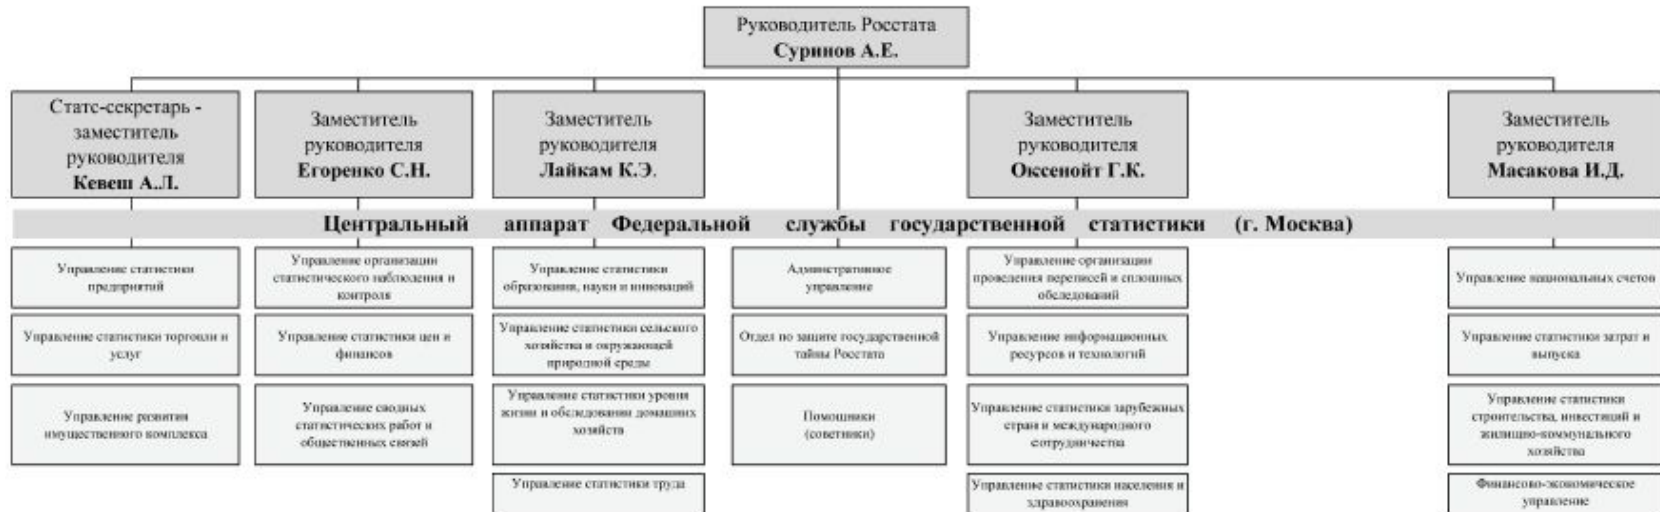 Руководитель Росстата
Суринов А.Е.
Статс-секретарь -
заместитель
руководителя
Кевеш А.Л.
Заместитель
руководителя
Егоренко С.Н.
Заместитель
руководителя
Лайкам К.Э.
Заместитель
руководителя
Оксенойт Г.К.
Заместитель
руководителя
Масакова И.Д.
Центральный аппарат Федеральной службы государственной статистики (г. Москва)
Управление статистики
предприятий
Управление организации
статистического наблюдения и
контроля
Управление статистики
образования, науки и инноваций
Административное
управление
Управление организации
проведения переписей и сплошных
обследований
Управление национальных счетов
Управление статистики торговли и
услуг
Управление статистики цен и
финансов
Управление статистики сельского
хозяйства и окружающей
природной среды
Отдел по защите государственной
тайны Росстата
Управление информационных
ресурсов и технологий
Управление статистики затрат и
выпуска
Управление развития
имущественного комплекса
Управление сводных
статистических работ и
общественных связей
Управление статистики уровня
жизни и обследований домашних
хозяйств
Помощники
(советники)
Управление статистики зарубежных
стран и международного
сотрудничества
Управление статистики
строительства, инвестиций и
жилищно-коммунального
хозяйства
Управление статистики труда
Управление статистики населения и
здравоохранения
Финансово-экономическое
управление